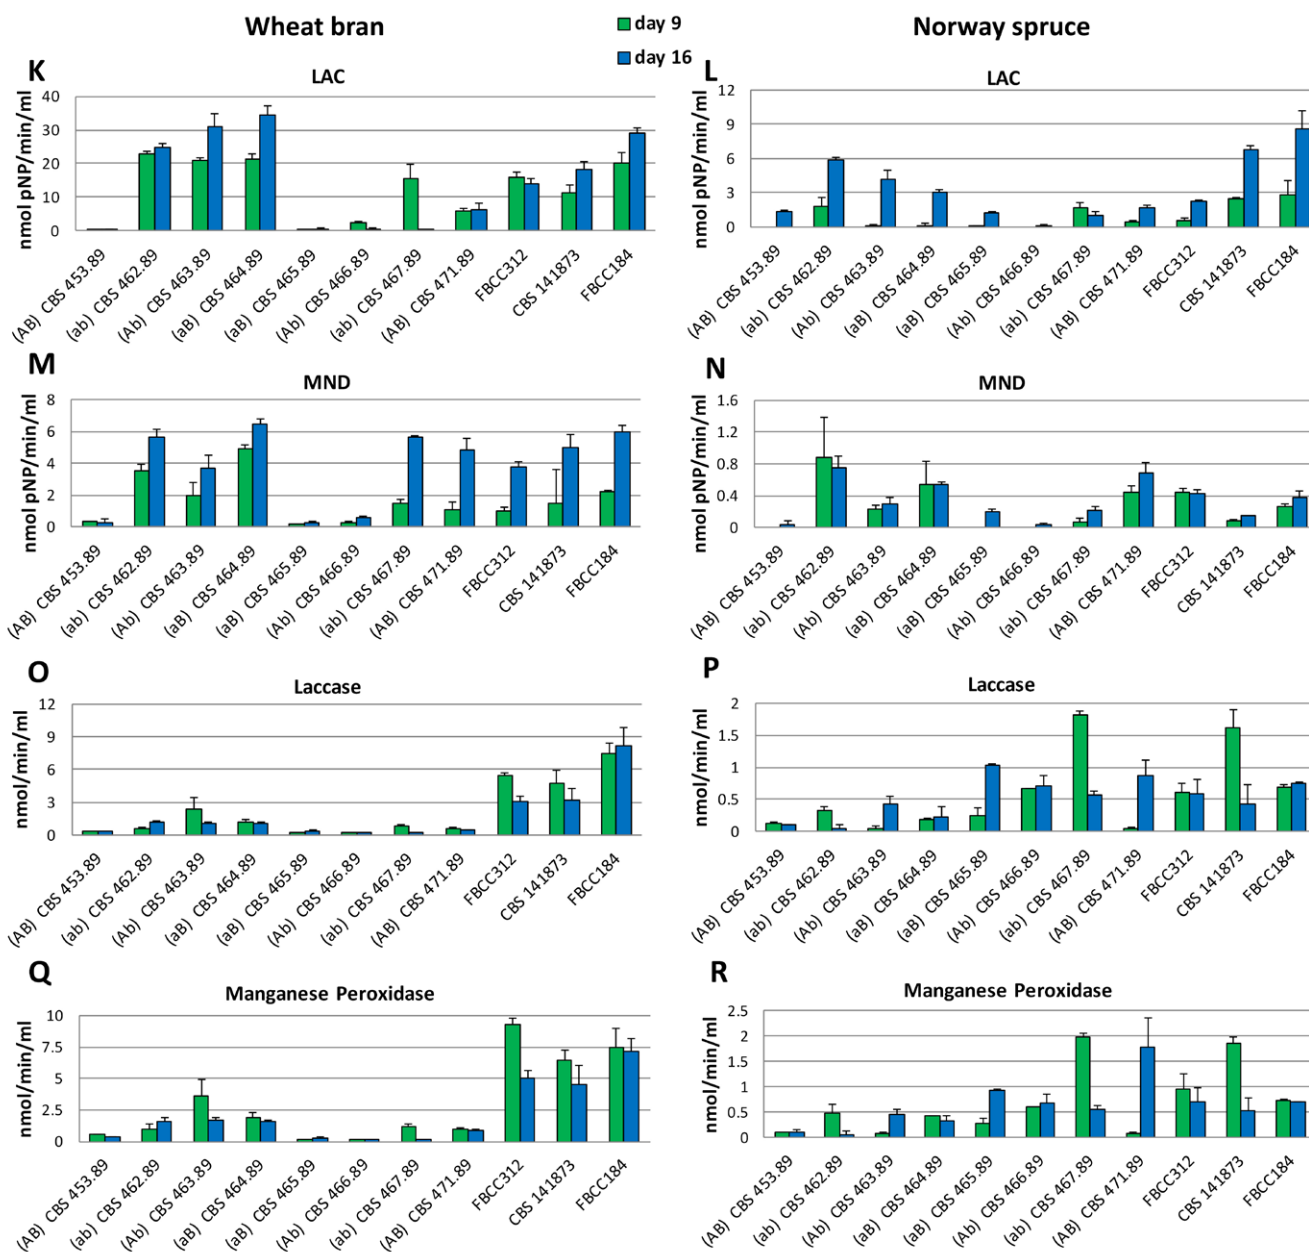 Wheat bran
day 9
day 16
Norway spruce
K
LAC
nmol pNP/min/ml
40
30
20
10
0
(AB) CBS 453.89
(ab) CBS 462.89
(Ab) CBS 463.89
(aB) CBS 464.89
(aB) CBS 465.89
(Ab) CBS 466.89
(ab) CBS 467.89
(AB) CBS 471.89
FBCC312
CBS 141873
FBCC184
L
LAC
nmol pNP/min/ml
12
9
6
3
0
(AB) CBS 453.89
(ab) CBS 462.89
(Ab) CBS 463.89
(aB) CBS 464.89
(aB) CBS 465.89
(Ab) CBS 466.89
(ab) CBS 467.89
(AB) CBS 471.89
FBCC312
CBS 141873
FBCC184
M
MND
nmol pNP/min/ml
8
6
4
2
0
(AB) CBS 453.89
(ab) CBS 462.89
(Ab) CBS 463.89
(aB) CBS 464.89
(aB) CBS 465.89
(Ab) CBS 466.89
(ab) CBS 467.89
(AB) CBS 471.89
FBCC312
CBS 141873
FBCC184
N
MND
nmol pNP/min/ml
1.6
1.2
0.8
0.4
0
(AB) CBS 453.89
(ab) CBS 462.89
(Ab) CBS 463.89
(aB) CBS 464.89
(aB) CBS 465.89
(Ab) CBS 466.89
(ab) CBS 467.89
(AB) CBS 471.89
FBCC312
CBS 141873
FBCC184
O
Laccase
nmol/min/ml
12
9
6
3
0
(AB) CBS 453.89
(ab) CBS 462.89
(Ab) CBS 463.89
(aB) CBS 464.89
(aB) CBS 465.89
(Ab) CBS 466.89
(ab) CBS 467.89
(AB) CBS 471.89
FBCC312
CBS 141873
FBCC184
P
Laccase
nmol/min/ml
2
1.5
1
0.5
0
(AB) CBS 453.89
(ab) CBS 462.89
(Ab) CBS 463.89
(aB) CBS 464.89
(aB) CBS 465.89
(Ab) CBS 466.89
(ab) CBS 467.89
(AB) CBS 471.89
FBCC312
CBS 141873
FBCC184
Q
Manganese Peroxidase
nmol/min/ml
10
7.5
5
2.5
0
(AB) CBS 453.89
(ab) CBS 462.89
(Ab) CBS 463.89
(aB) CBS 464.89
(aB) CBS 465.89
(Ab) CBS 466.89
(ab) CBS 467.89
(AB) CBS 471.89
FBCC312
CBS 141873
FBCC184
R
Manganese Peroxidase
nmol/min/ml
2.5
2
1.5
1
0.5
0
(AB) CBS 453.89
(ab) CBS 462.89
(Ab) CBS 463.89
(aB) CBS 464.89
(aB) CBS 465.89
(Ab) CBS 466.89
(ab) CBS 467.89
(AB) CBS 471.89
FBCC312
CBS 141873
FBCC184